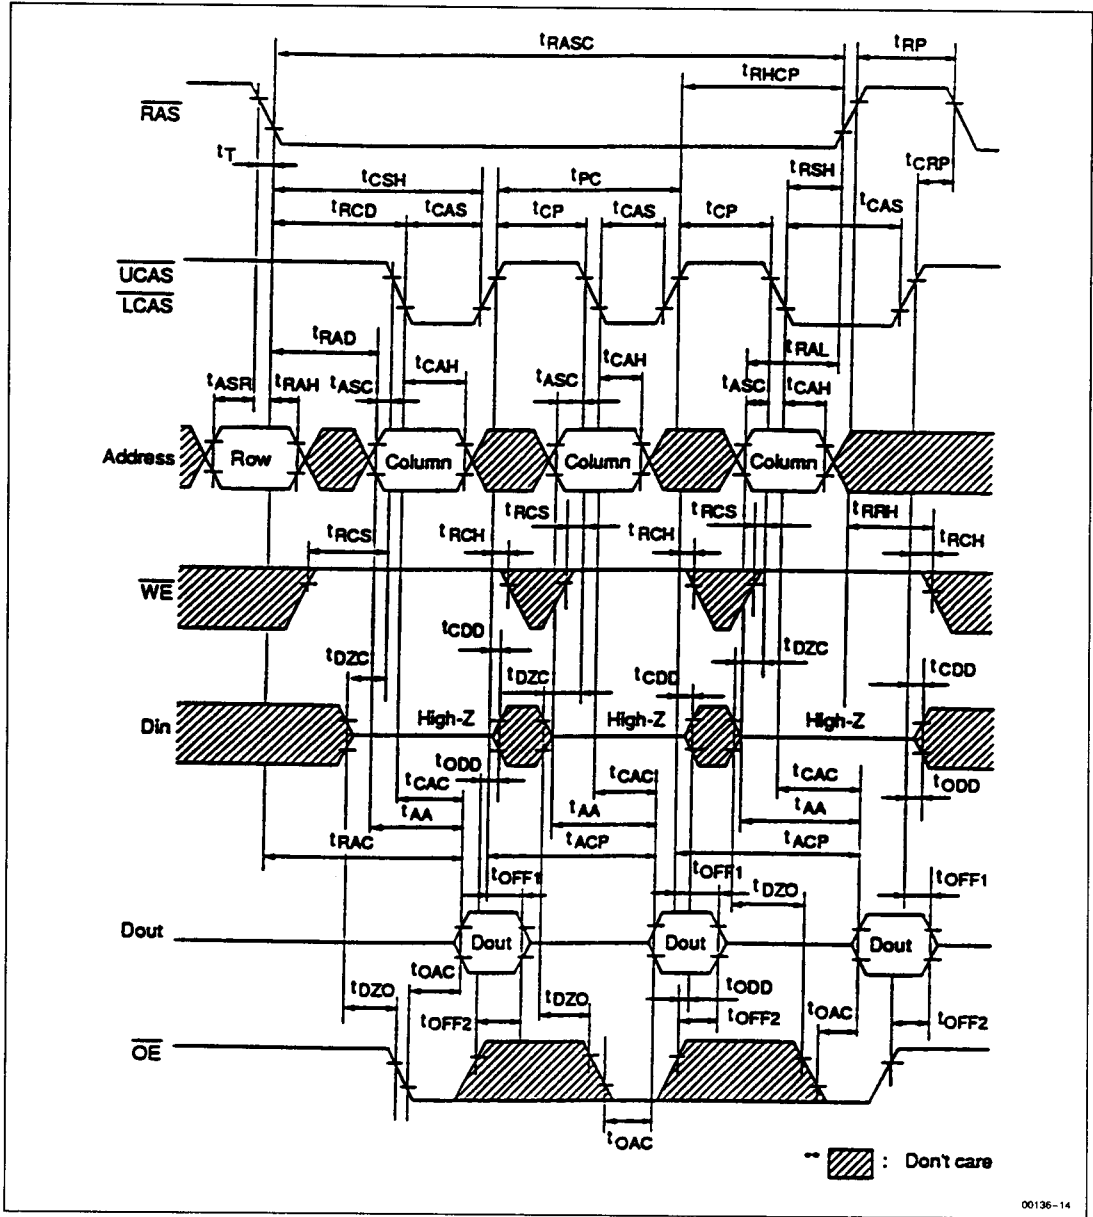 tRASC tRP
tRHCP
RAS
tT tCSH tPC tRSH tCRP
tRCD tCAS tCP tCAS tCP tCAS
UCAS
LCAS
tRAD tCAH tCAH tRAL
tASR tRAH tASC tASC tASC tCAH
Address Row Column Column Column
tRCS tRCH tRCS tRCH tRCS tRRH tRCH
WE
tCDD tDZC
tDZC tDZC tCDD tCDD
Din High-Z High-Z High-Z
tODD tCAC tCAC tCAC tODD
tAA tAA tAA
tRAC tACP tACP
tOFF1 tOFF1 tDZO tOFF1
Dout Dout Dout Dout
tOAC tODD
tDZO tOFF2 tDZO tOFF2 tOAC tOFF2
OE
tOAC
: Don't care
00136-14